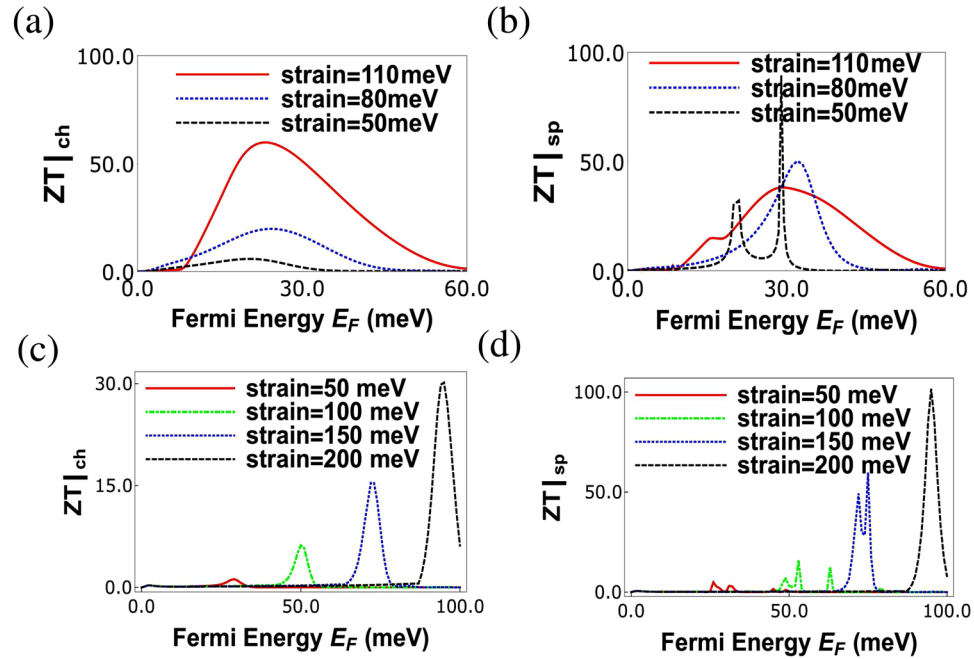 (a)
100.0
strain=110meV
strain=80meV
strain=50meV
50.0
ZT|ch
0.0
0.0 30.0 60.0
Fermi Energy EF (meV)
(b)
100.0
strain=110meV
strain=80meV
strain=50meV
50.0
ZT|sp
0.0
0.0 30.0 60.0
Fermi Energy EF (meV)
(c)
30.0
strain=50 meV
strain=100 meV
strain=150 meV
strain=200 meV
15.0
ZT|ch
0.0
0.0 50.0 100.0
Fermi Energy EF (meV)
(d)
100.0
strain=50 meV
strain=100 meV
strain=150 meV
strain=200 meV
50.0
ZT|sp
0.0
0.0 50.0 100.0
Fermi Energy EF (meV)